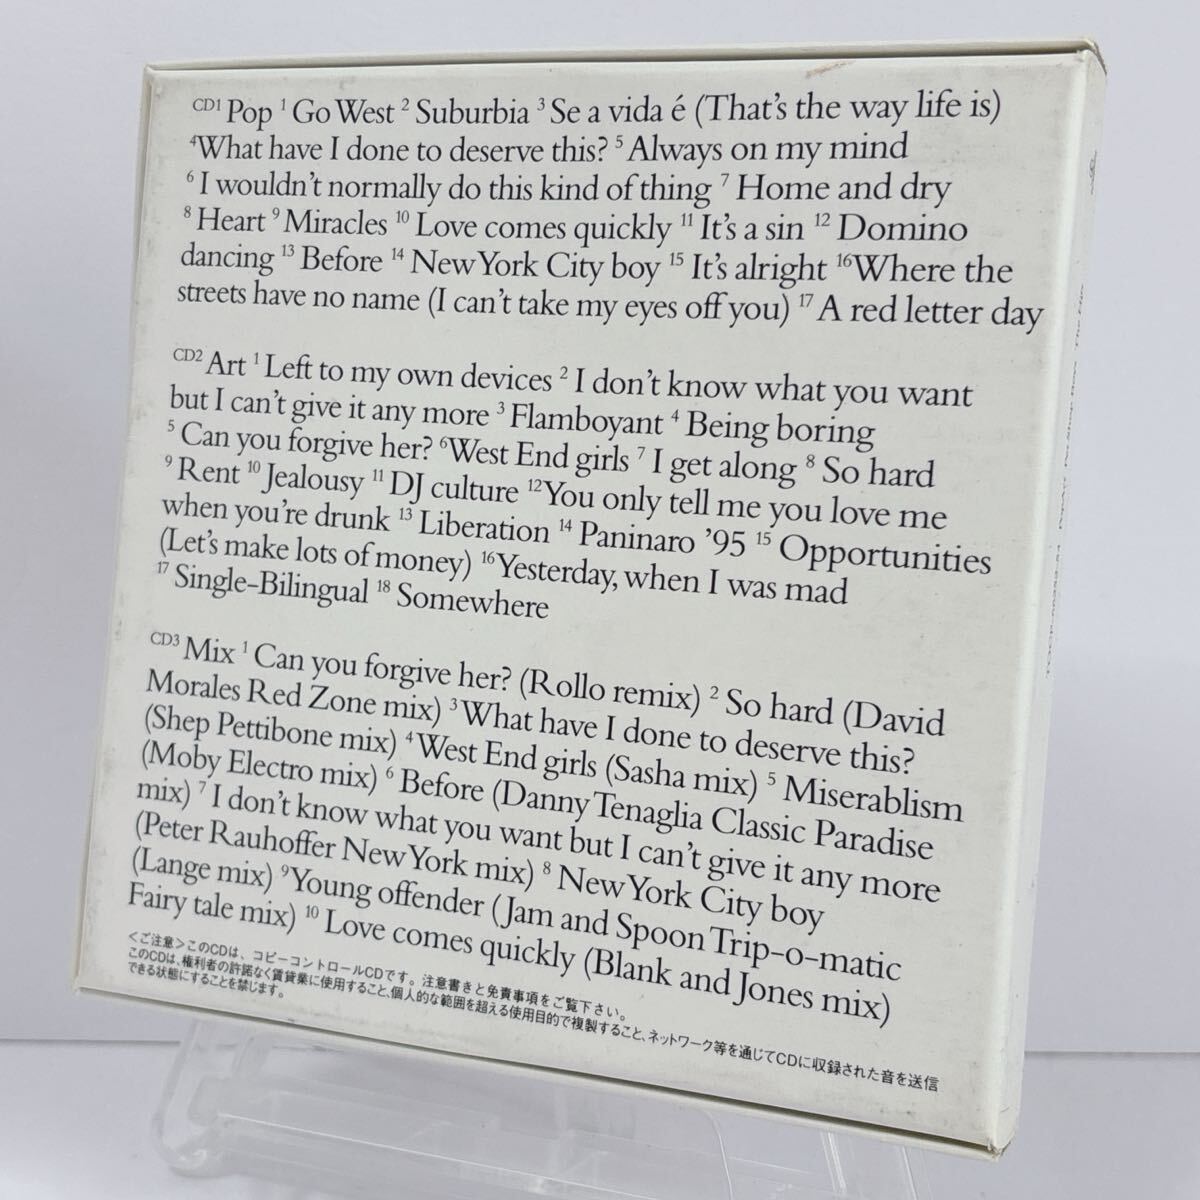 CD1 Pop 1 Go West 2 Suburbia 3 Se a vida é (That's the way life is)
4 What have I done to deserve this? 5 Always on my mind
6 I wouldn't normally do this kind of thing 7 Home and dry
8 Heart 9 Miracles 10 Love comes quickly 11 It's a sin 12 Domino
dancing 13 Before 14 New York City boy 15 It's alright 16 Where the
streets have no name (I can't take my eyes off you) 17 A red letter day
CD2 Art 1 Left to my own devices 2 I don't know what you want
but I can't give it any more 3 Flamboyant 4 Being boring
5 Can you forgive her? 6 West End girls 7 I get along 8 So hard
9 Rent 10 Jealousy 11 DJ culture 12 You only tell me you love me
when you're drunk 13 Liberation 14 Paninaro '95 15 Opportunities
(Let's make lots of money) 16 Yesterday, when I was mad
17 Single-Bilingual 18 Somewhere
CD3 Mix 1 Can you forgive her? (Rollo remix) 2 So hard (David
Morales Red Zone mix) 3 What have I done to deserve this?
(Shep Pettibone mix) 4 West End girls (Sasha mix) 5 Miserablism
(Moby Electro mix) 6 Before (Danny Tenaglia Classic Paradise
mix) 7 I don't know what you want but I can't give it any more
(Peter Rauhoffer New York mix) 8 New York City boy
(Lange mix) 9 Young offender (Jam and Spoon Trip-o-matic
Fairy tale mix) 10 Love comes quickly (Blank and Jones mix)
<ご注意>このCDは、コピーコントロールCDです。注意書きと免責事項をご覧下さい。
このCDは、権利者の許諾なく賃貸業に使用すること、個人的な範囲を超える使用目的で複製すること、ネットワーク等を通じてCDに収録された音を送信
できる状態にすることを禁じます。